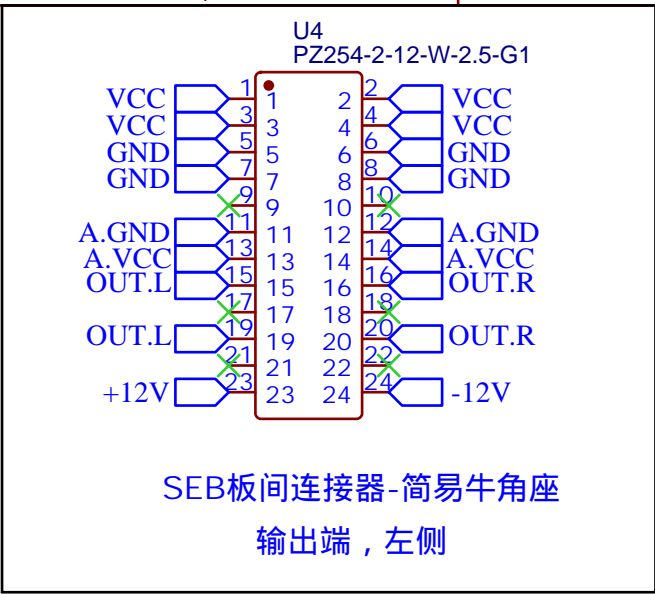 U4
PZ254-2-12-W-2.5-G1
VCC 1 1 2 2 VCC
VCC 3 3 4 4 VCC
GND 5 5 6 6 GND
GND 7 7 8 8 GND
9 9 10 10
A.GND 11 11 12 12 A.GND
A.VCC 13 13 14 14 A.VCC
OUT.L 15 15 16 16 OUT.R
17 17 18 18
OUT.L 19 19 20 20 OUT.R
21 21 22 22
+12V 23 23 24 24 -12V
SEB板间连接器-简易牛角座
输出端，左侧